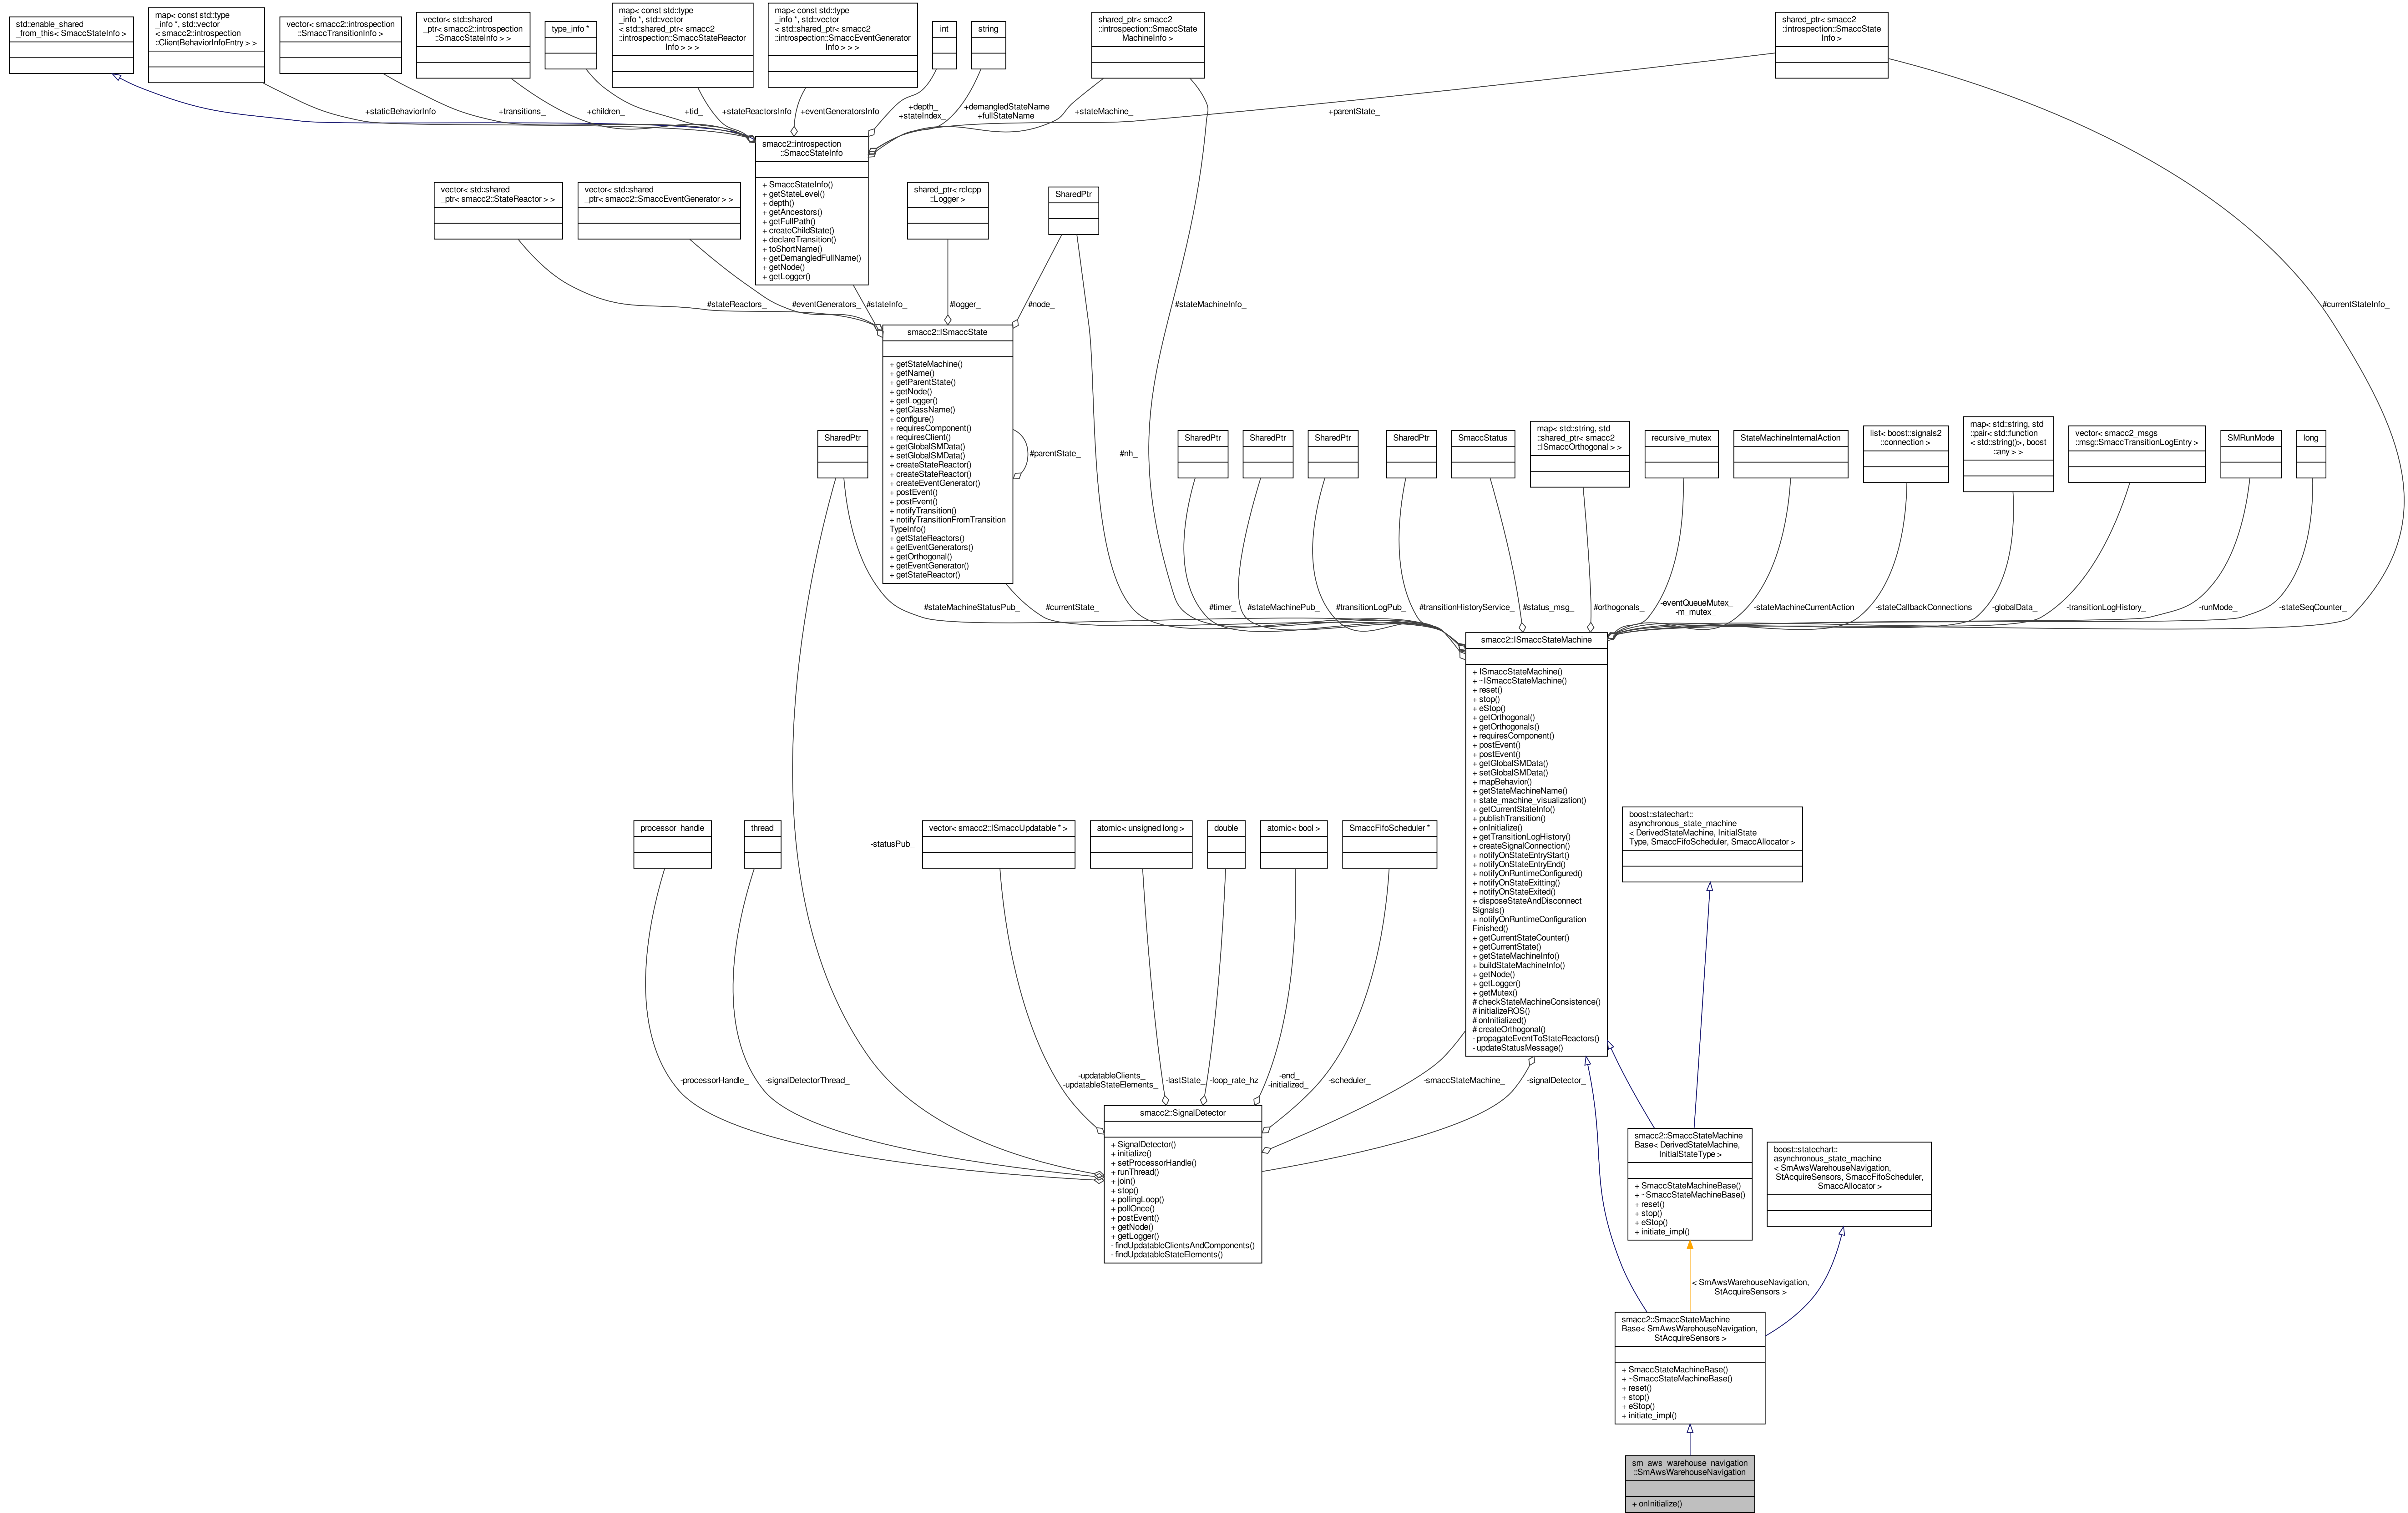 std::enable_shared
_from_this< SmaccStateInfo >
map< const std::type
_info *, std::vector
< smacc2::introspection
::ClientBehaviorInfoEntry > >
vector< smacc2::introspection
::SmaccTransitionInfo >
vector< std::shared
_ptr< smacc2::introspection
::SmaccStateInfo > >
type_info *
map< const std::type
_info *, std::vector
< std::shared_ptr< smacc2
::introspection::SmaccStateReactor
Info > > >
map< const std::type
_info *, std::vector
< std::shared_ptr< smacc2
::introspection::SmaccEventGenerator
Info > > >
int
string
shared_ptr< smacc2
::introspection::SmaccState
MachineInfo >
shared_ptr< smacc2
::introspection::SmaccState
Info >
+staticBehaviorInfo
+transitions_
+children_
+tid_
+stateReactorsInfo
+eventGeneratorsInfo
+depth_
+stateIndex_
+demangledStateName
+fullStateName
+stateMachine_
+parentState_
smacc2::introspection
::SmaccStateInfo
+ SmaccStateInfo()
+ getStateLevel()
+ depth()
+ getAncestors()
+ getFullPath()
+ createChildState()
+ declareTransition()
+ toShortName()
+ getDemangledFullName()
+ getNode()
+ getLogger()
vector< std::shared
_ptr< smacc2::StateReactor > >
vector< std::shared
_ptr< smacc2::SmaccEventGenerator > >
shared_ptr< rclcpp
::Logger >
SharedPtr
#stateReactors_
#eventGenerators_
#stateInfo_
#logger_
#node_
#stateMachineInfo_
#currentStateInfo_
smacc2::ISmaccState
+ getStateMachine()
+ getName()
+ getParentState()
+ getNode()
+ getLogger()
+ getClassName()
+ configure()
+ requiresComponent()
+ requiresClient()
+ getGlobalSMData()
+ setGlobalSMData()
+ createStateReactor()
+ createStateReactor()
+ createEventGenerator()
+ postEvent()
+ postEvent()
+ notifyTransition()
+ notifyTransitionFromTransition
TypeInfo()
+ getStateReactors()
+ getEventGenerators()
+ getOrthogonal()
+ getEventGenerator()
+ getStateReactor()
#parentState_
#nh_
SharedPtr
SharedPtr
SharedPtr
SharedPtr
SharedPtr
SmaccStatus
map< std::string, std
::shared_ptr< smacc2
::ISmaccOrthogonal > >
recursive_mutex
StateMachineInternalAction
list< boost::signals2
::connection >
map< std::string, std
::pair< std::function
< std::string()>, boost
::any > >
vector< smacc2_msgs
::msg::SmaccTransitionLogEntry >
SMRunMode
long
#stateMachineStatusPub_
#currentState_
#timer_
#stateMachinePub_
#transitionLogPub_
#transitionHistoryService_
#status_msg_
#orthogonals_
-eventQueueMutex_
-m_mutex_
-stateMachineCurrentAction
-stateCallbackConnections
-globalData_
-transitionLogHistory_
-runMode_
-stateSeqCounter_
smacc2::ISmaccStateMachine
+ ISmaccStateMachine()
+ ~ISmaccStateMachine()
+ reset()
+ stop()
+ eStop()
+ getOrthogonal()
+ getOrthogonals()
+ requiresComponent()
+ postEvent()
+ postEvent()
+ getGlobalSMData()
+ setGlobalSMData()
+ mapBehavior()
+ getStateMachineName()
+ state_machine_visualization()
+ getCurrentStateInfo()
+ publishTransition()
+ onInitialize()
+ getTransitionLogHistory()
+ createSignalConnection()
+ notifyOnStateEntryStart()
+ notifyOnStateEntryEnd()
+ notifyOnRuntimeConfigured()
+ notifyOnStateExitting()
+ notifyOnStateExited()
+ disposeStateAndDisconnect
Signals()
+ notifyOnRuntimeConfiguration
Finished()
+ getCurrentStateCounter()
+ getCurrentState()
+ getStateMachineInfo()
+ buildStateMachineInfo()
+ getNode()
+ getLogger()
+ getMutex()
# checkStateMachineConsistence()
# initializeROS()
# onInitialized()
# createOrthogonal()
- propagateEventToStateReactors()
- updateStatusMessage()
processor_handle
thread
-statusPub_
vector< smacc2::ISmaccUpdatable * >
atomic< unsigned long >
double
atomic< bool >
SmaccFifoScheduler *
boost::statechart::
asynchronous_state_machine
< DerivedStateMachine, InitialState
Type, SmaccFifoScheduler, SmaccAllocator >
-processorHandle_
-signalDetectorThread_
-updatableClients_
-updatableStateElements_
-lastState_
-loop_rate_hz
-end_
-initialized_
-scheduler_
-smaccStateMachine_
-signalDetector_
smacc2::SignalDetector
+ SignalDetector()
+ initialize()
+ setProcessorHandle()
+ runThread()
+ join()
+ stop()
+ pollingLoop()
+ pollOnce()
+ postEvent()
+ getNode()
+ getLogger()
- findUpdatableClientsAndComponents()
- findUpdatableStateElements()
smacc2::SmaccStateMachine
Base< DerivedStateMachine,
InitialStateType >
+ SmaccStateMachineBase()
+ ~SmaccStateMachineBase()
+ reset()
+ stop()
+ eStop()
+ initiate_impl()
boost::statechart::
asynchronous_state_machine
< SmAwsWarehouseNavigation,
StAcquireSensors, SmaccFifoScheduler,
SmaccAllocator >
< SmAwsWarehouseNavigation,
StAcquireSensors >
smacc2::SmaccStateMachine
Base< SmAwsWarehouseNavigation,
StAcquireSensors >
+ SmaccStateMachineBase()
+ ~SmaccStateMachineBase()
+ reset()
+ stop()
+ eStop()
+ initiate_impl()
sm_aws_warehouse_navigation
::SmAwsWarehouseNavigation
+ onInitialize()